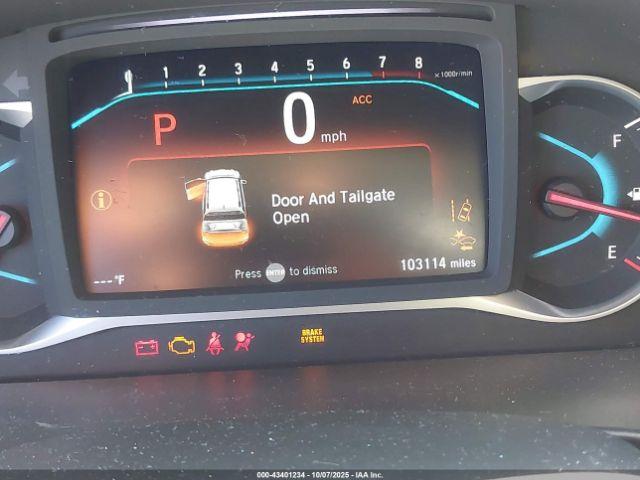 0 1 2 3 4 5 6 7 8 x1000r/min
ACC
P 0 mph
F
Door And Tailgate
Open
E
Press ENTER to dismiss
103114 miles
---°F
BRAKE
SYSTEM
000-43401234 - 10/07/2025 - IAA Inc.